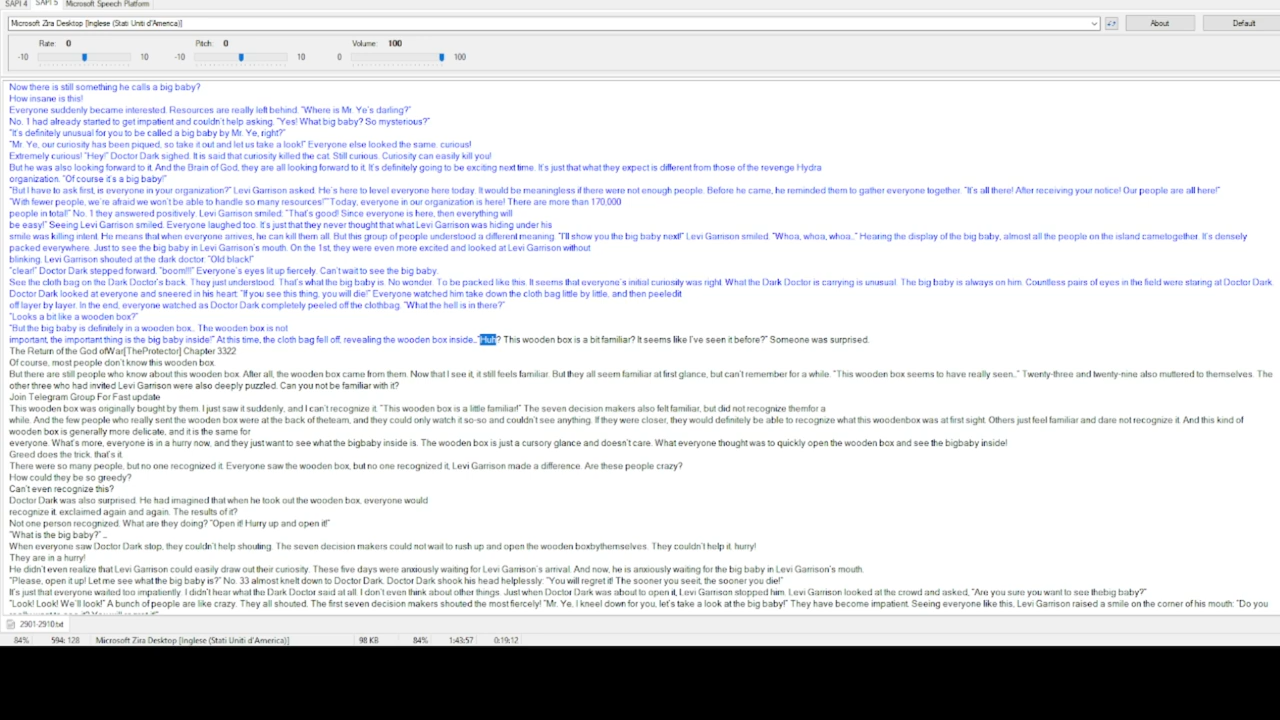 SAPI 4 SAPI 5 Microsoft Speech Platform
Microsoft Zira Desktop [Inglese (Stati Uniti d'America)] About Default
Rate: 0 Pitch: 0 Volume: 100
-10 10 -10 10 0 100
Now there is still something he calls a big baby?
How insane is this!
Everyone suddenly became interested. Resources are really left behind. "Where is Mr. Ye's darling?"
No. 1 had already started to get impatient and couldn't help asking. "Yes! What big baby? So mysterious?"
"It's definitely unusual for you to be called a big baby by Mr. Ye, right?"
"Mr. Ye, our curiosity has been piqued, so take it out and let us take a look!" Everyone else looked the same, curious!
Extremely curious! "Hey!" Doctor Dark sighed. It is said that curiosity killed the cat. Still curious. Curiosity can easily kill you!
But he was also looking forward to it. And the Brain of God, they are all looking forward to it. It's definitely going to be exciting next time. It's just that what they expect is different from those of the revenge Hydra
organization. "Of course it's a big baby!"
"But I have to ask first, is everyone in your organization?" Levi Garrison asked. He's here to level everyone here today. It would be meaningless if there were not enough people. Before he came, he reminded them to gather everyone together. "It's all there! After receiving your notice! Our people are all here!"
"With fewer people, we're afraid we won't be able to handle so many resources!""Today, everyone in our organization is here! There are more than 170,000
people in total!" No. 1 they answered positively. Levi Garrison smiled: "That's good! Since everyone is here, then everything will
be easy!" Seeing Levi Garrison smiled. Everyone laughed too. It's just that they never thought that what Levi Garrison was hiding under his
smile was killing intent. He means that when everyone arrives, he can kill them all. But this group of people understood a different meaning. "I'll show you the big baby next!" Levi Garrison smiled. "Whoa, whoa, whoa.." Hearing the display of the big baby, almost all the people on the island cametogether. It's densely
packed everywhere. Just to see the big baby in Levi Garrison's mouth. On the 1st, they were even more excited and looked at Levi Garrison without
blinking. Levi Garrison shouted at the dark doctor: "Old black!"
"clear!" Doctor Dark stepped forward. "boom!!!" Everyone's eyes lit up fiercely. Can't wait to see the big baby.
See the cloth bag on the Dark Doctor's back. They just understood. That's what the big baby is. No wonder. To be packed like this. It seems that everyone's initial curiosity was right. What the Dark Doctor is carrying is unusual. The big baby is always on him. Countless pairs of eyes in the field were staring at Doctor Dark.
Doctor Dark looked at everyone and sneered in his heart: "If you see this thing, you will die!" Everyone watched him take down the cloth bag little by little, and then peeledit
off layer by layer. In the end, everyone watched as Doctor Dark completely peeled off the clothbag. "What the hell is in there?"
"Looks a bit like a wooden box?"
"But the big baby is definitely in a wooden box.. The wooden box is not
important, the important thing is the big baby inside!" At this time, the cloth bag fell off, revealing the wooden box inside.. "Huh? This wooden box is a bit familiar? It seems like I've seen it before?" Someone was surprised.
The Return of the God ofWar[TheProtector] Chapter 3322
Of course, most people don't know this wooden box.
But there are still people who know about this wooden box. After all, the wooden box came from them. Now that I see it, it still feels familiar. But they all seem familiar at first glance, but can't remember for a while. "This wooden box seems to have really seen.." Twenty-three and twenty-nine also muttered to themselves. The
other three who had invited Levi Garrison were also deeply puzzled. Can you not be familiar with it?
Join Telegram Group For Fast update
This wooden box was originally bought by them. I just saw it suddenly, and I can't recognize it. "This wooden box is a little familiar!" The seven decision makers also felt familiar, but did not recognize themfor a
while. And the few people who really sent the wooden box were at the back of theteam, and they could only watch it so-so and couldn't see anything. If they were closer, they would definitely be able to recognize what this woodenbox was at first sight. Others just feel familiar and dare not recognize it. And this kind of
wooden box is generally more delicate, and it is the same for
everyone. What's more, everyone is in a hurry now, and they just want to see what the bigbaby inside is. The wooden box is just a cursory glance and doesn't care. What everyone thought was to quickly open the wooden box and see the bigbaby inside!
Greed does the trick. that's it.
There were so many people, but no one recognized it. Everyone saw the wooden box, but no one recognized it, Levi Garrison made a difference. Are these people crazy?
How could they be so greedy?
Can't even recognize this?
Doctor Dark was also surprised. He had imagined that when he took out the wooden box, everyone would
recognize it, exclaimed again and again. The results of it?
Not one person recognized. What are they doing? "Open it! Hurry up and open it!"
"What is the big baby?" ..
When everyone saw Doctor Dark stop, they couldn't help shouting. The seven decision makers could not wait to rush up and open the wooden boxbythemselves. They couldn't help it, hurry!
They are in a hurry!
He didn't even realize that Levi Garrison could easily draw out their curiosity. These five days were anxiously waiting for Levi Garrison's arrival. And now, he is anxiously waiting for the big baby in Levi Garrison's mouth.
"Please, open it up! Let me see what the big baby is?" No. 33 almost knelt down to Doctor Dark. Doctor Dark shook his head helplessly: "You will regret it! The sooner you seeit, the sooner you die!"
It's just that everyone waited too impatiently. I didn't hear what the Dark Doctor said at all. I don't even think about other things. Just when Doctor Dark was about to open it, Levi Garrison stopped him. Levi Garrison looked at the crowd and asked, "Are you sure you want to see thebig baby?"
"Look! Look! We'll look!" A bunch of people are like crazy. They all shouted. The first seven decision makers shouted the most fiercely! "Mr. Ye, I kneel down for you, let's take a look at the big baby!" They have become impatient. Seeing everyone like this, Levi Garrison raised a smile on the corner of his mouth: "Do you
2901-2910.txt
84% 594: 128 Microsoft Zira Desktop [Inglese (Stati Uniti d'America)] 98 KB 84% 1:43:57 0:19:12